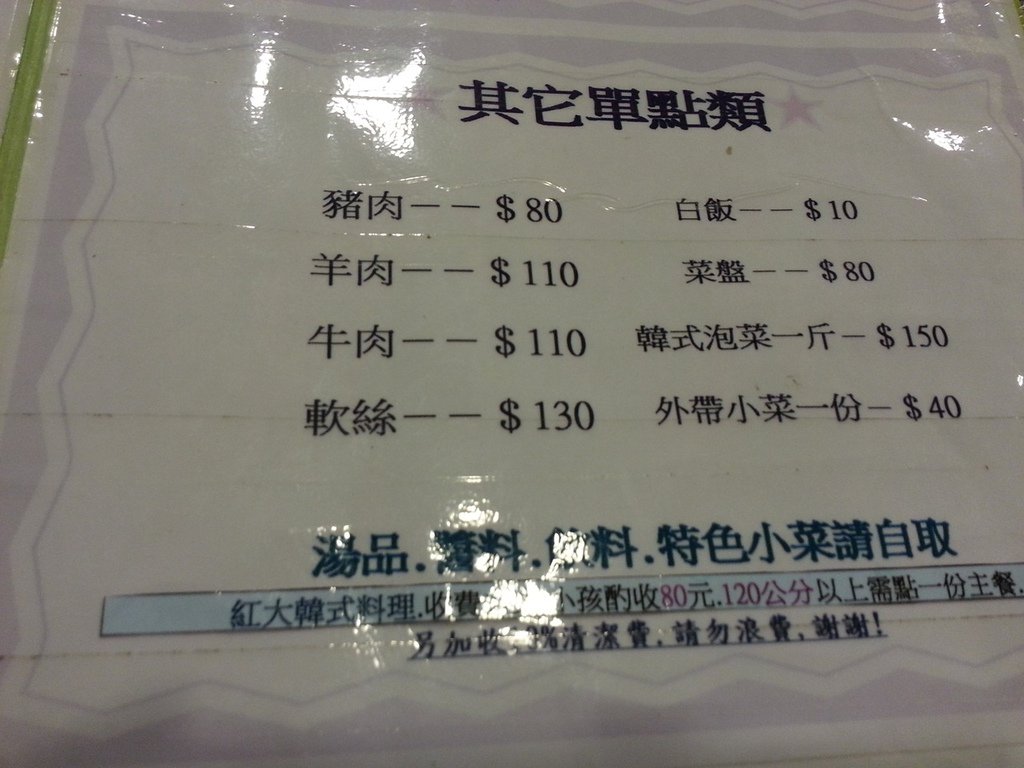 其它單點類
豬肉－－＄80
白飯－－＄10
羊肉－－＄110
菜盤－－＄80
牛肉－－＄110
韓式泡菜一斤－＄150
軟絲－－＄130
外帶小菜一份－＄40
湯品.醬料.飲料.特色小菜請自取
紅大韓式料理.收費 小孩酌收80元.120公分以上需點一份主餐.
另加收 %清潔費,請勿浪費,謝謝!